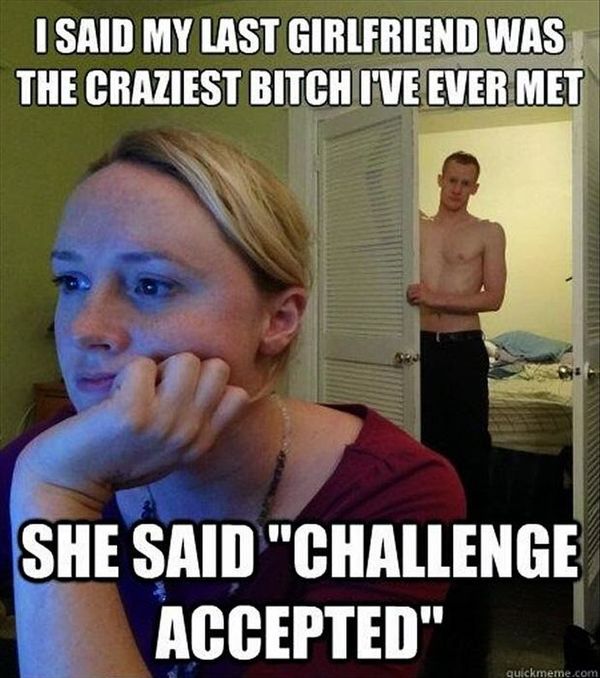 I SAID MY LAST GIRLFRIEND WAS
THE CRAZIEST BITCH I'VE EVER MET
SHE SAID "CHALLENGE
ACCEPTED"
quickmeme.com